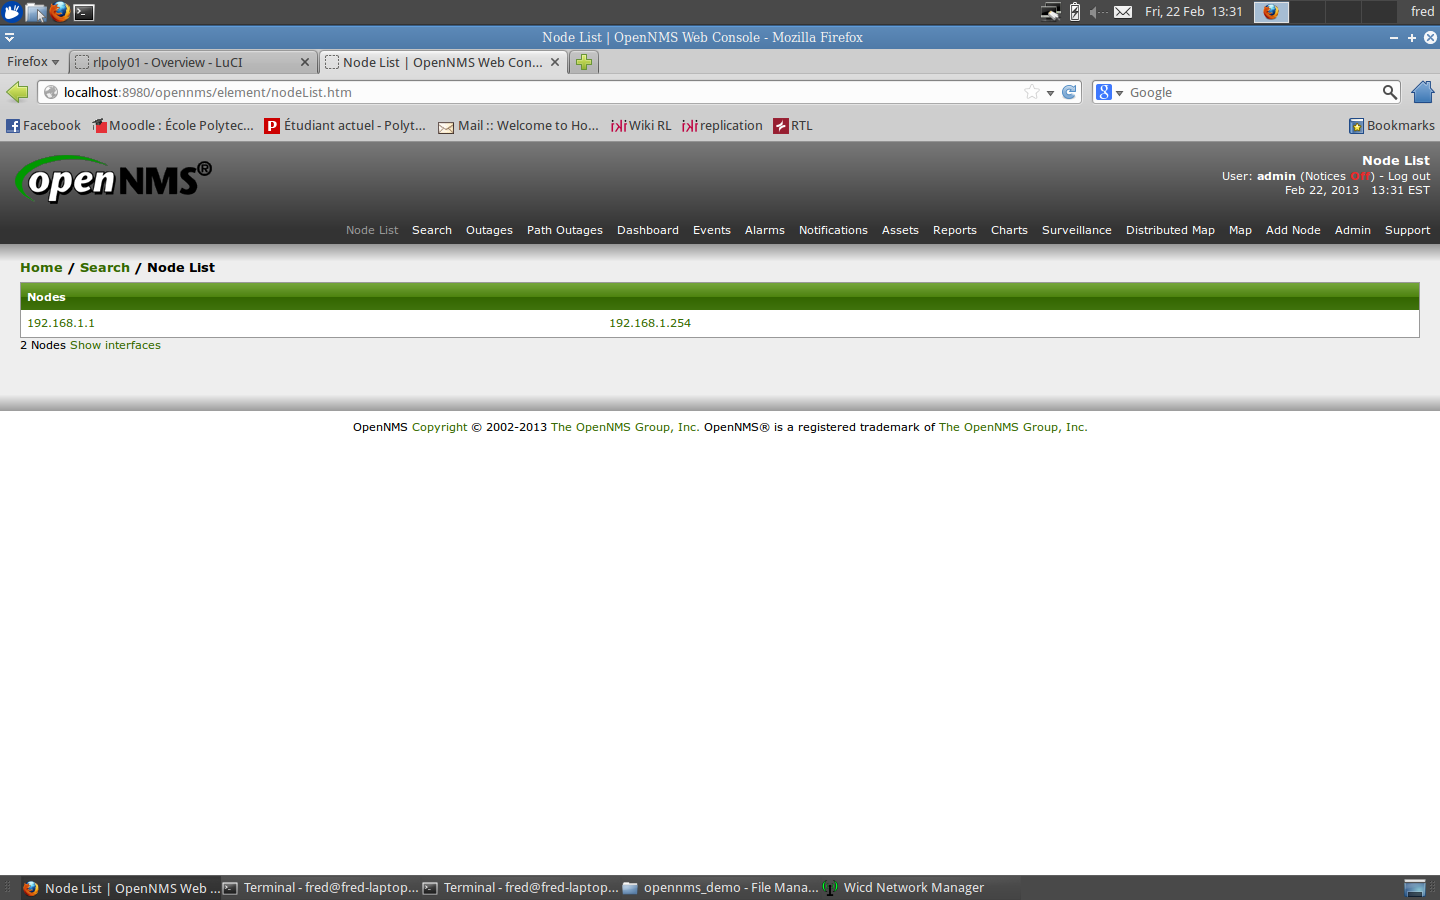 Fri, 22 Feb 13:31
fred
Node List | OpenNMS Web Console - Mozilla Firefox
Firefox
rlpoly01 - Overview - LuCI
Node List | OpenNMS Web Con...
localhost:8980/opennms/element/nodeList.htm
Google
Facebook
Moodle : École Polytec...
Étudiant actuel - Polyt...
Mail :: Welcome to Ho...
Wiki RL
replication
RTL
Bookmarks
openNMS®
Node List
User: admin (Notices Off) - Log out
Feb 22, 2013 13:31 EST
Node List Search Outages Path Outages Dashboard Events Alarms Notifications Assets Reports Charts Surveillance Distributed Map Map Add Node Admin Support
Home / Search / Node List
Nodes
192.168.1.1 192.168.1.254
2 Nodes Show interfaces
OpenNMS Copyright © 2002-2013 The OpenNMS Group, Inc. OpenNMS® is a registered trademark of The OpenNMS Group, Inc.
Node List | OpenNMS Web ...
Terminal - fred@fred-laptop...
Terminal - fred@fred-laptop...
opennms_demo - File Mana...
Wicd Network Manager